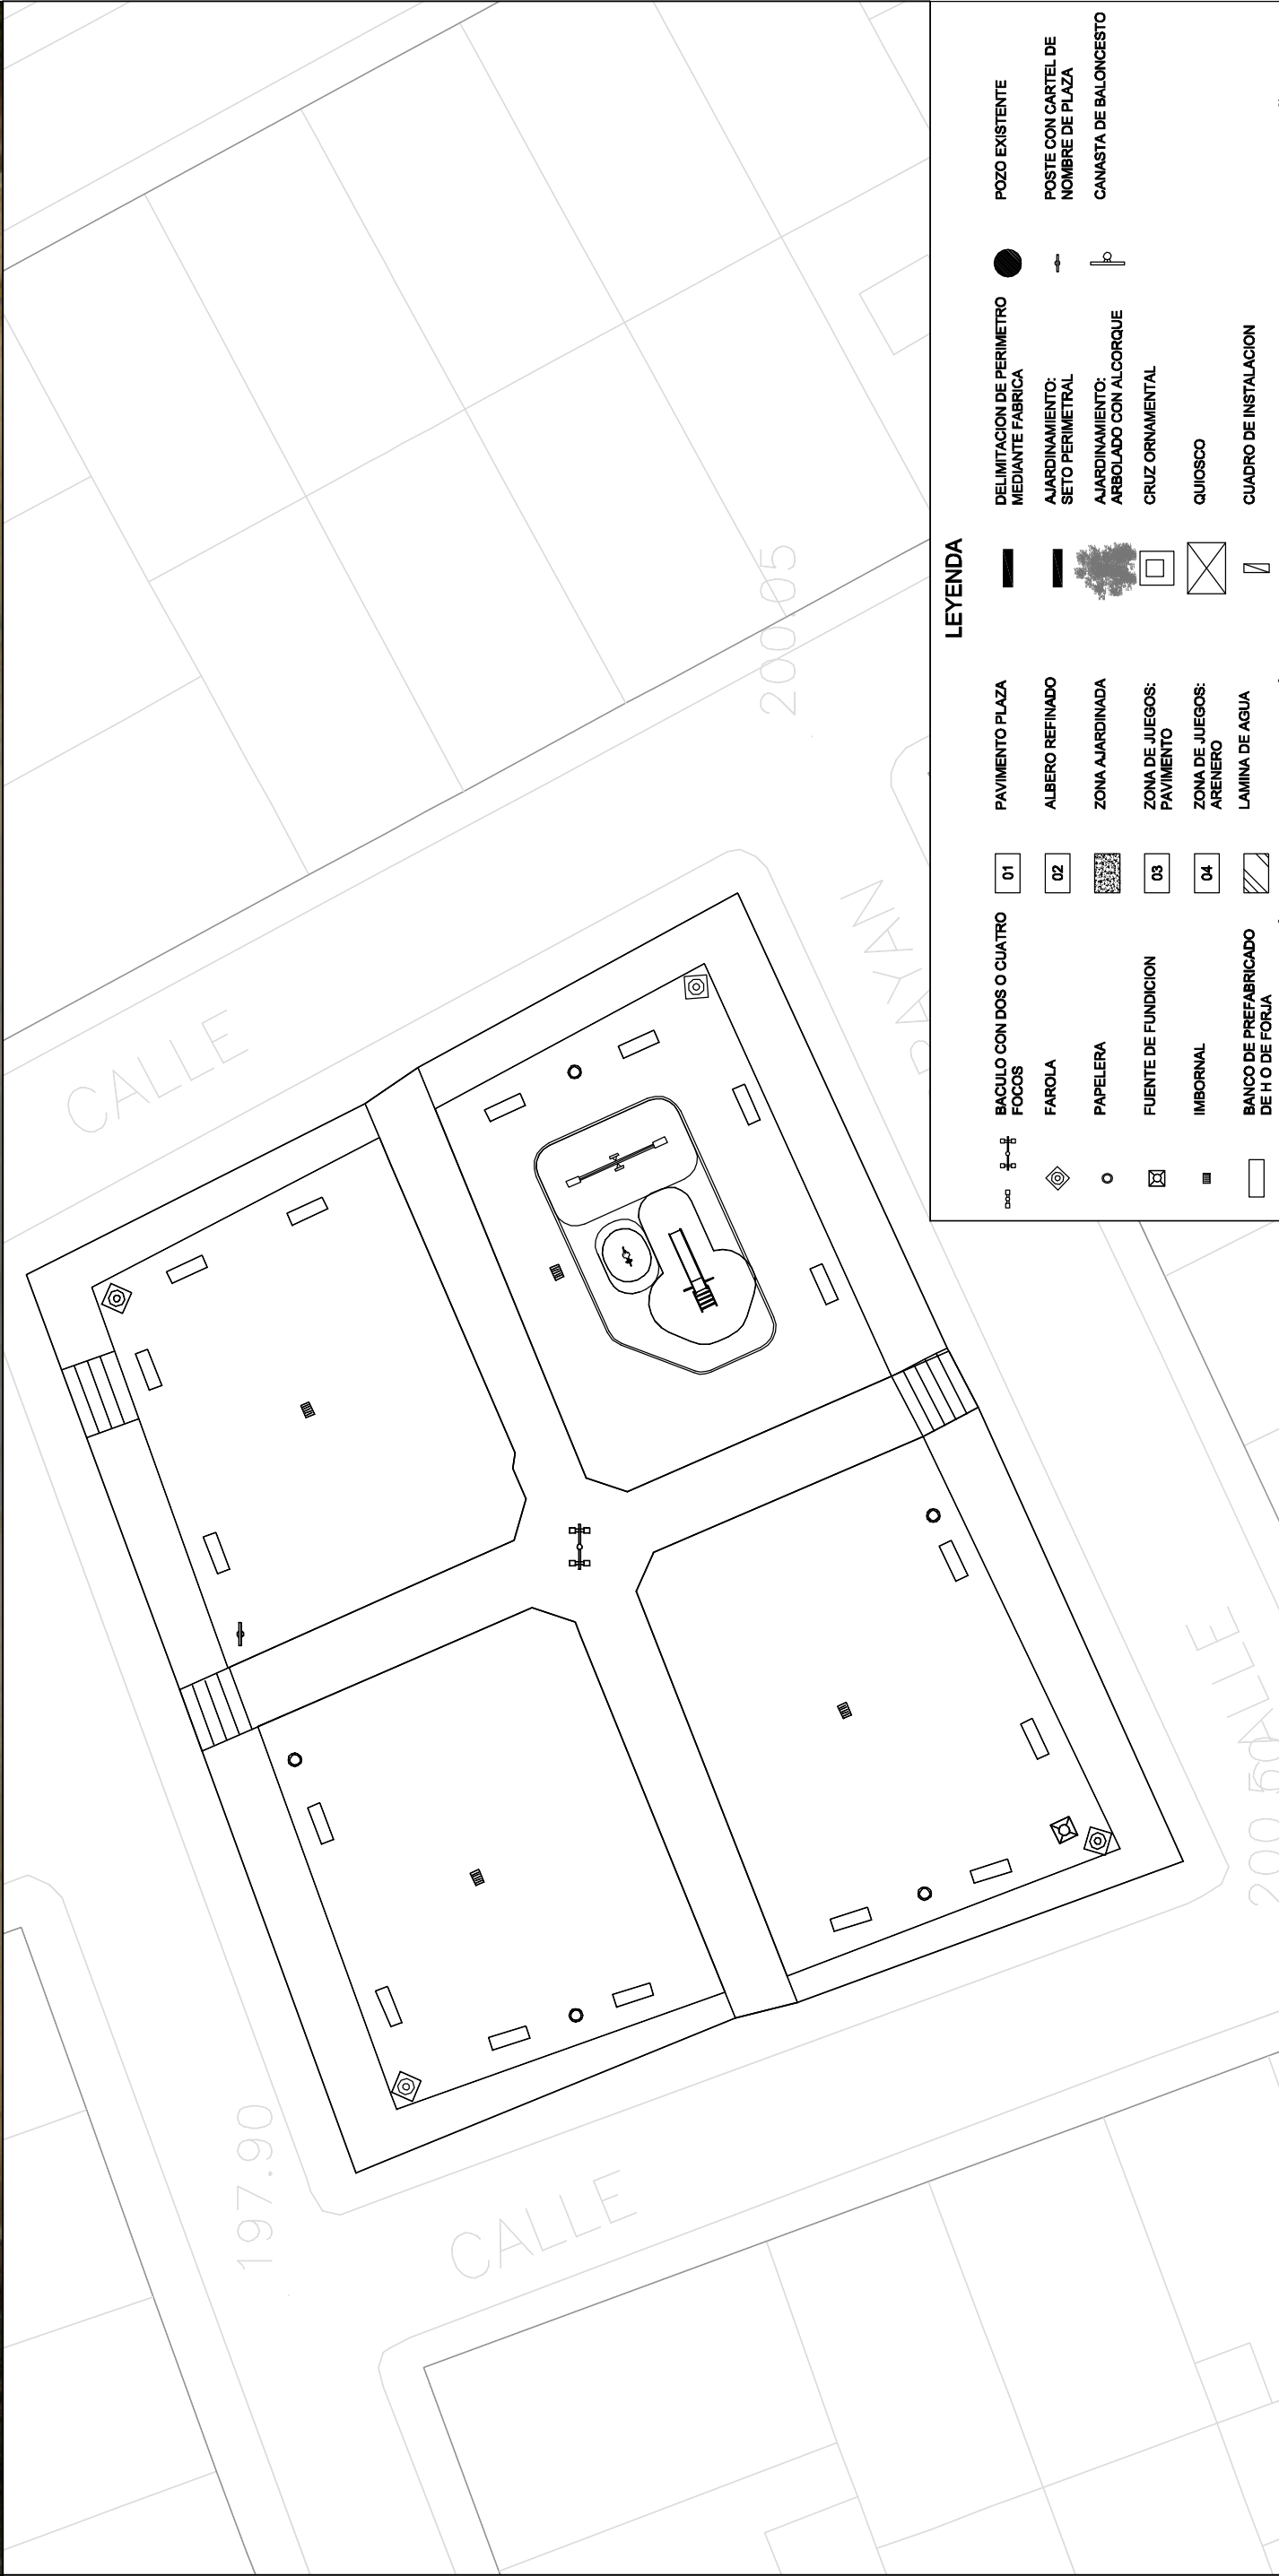 CALLE
200.05
197.90
CALLE
200.50
CALLE
LEYENDA
BACULO CON DOS O CUATRO
FOCOS
FAROLA
PAPELERA
FUENTE DE FUNDICION
IMBORNAL
BANCO DE PREFABRICADO
DE H O DE FORJA
01
PAVIMENTO PLAZA
02
ALBERO REFINADO
ZONA AJARDINADA
03
ZONA DE JUEGOS:
PAVIMENTO
04
ZONA DE JUEGOS:
ARENERO
LAMINA DE AGUA
DELIMITACION DE PERIMETRO
MEDIANTE FABRICA
AJARDINAMIENTO:
SETO PERIMETRAL
AJARDINAMIENTO:
ARBOLADO CON ALCORQUE
CRUZ ORNAMENTAL
QUIOSCO
CUADRO DE INSTALACION
POZO EXISTENTE
POSTE CON CARTEL DE
NOMBRE DE PLAZA
CANASTA DE BALONCESTO